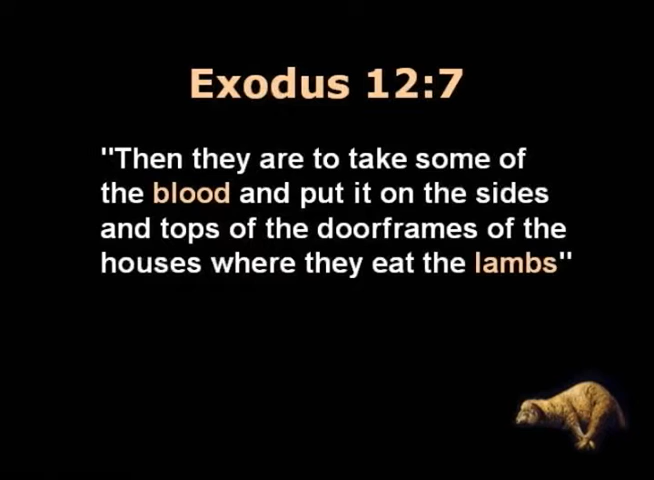 Exodus 12:7
"Then they are to take some of
the blood and put it on the sides
and tops of the doorframes of the
houses where they eat the lambs"